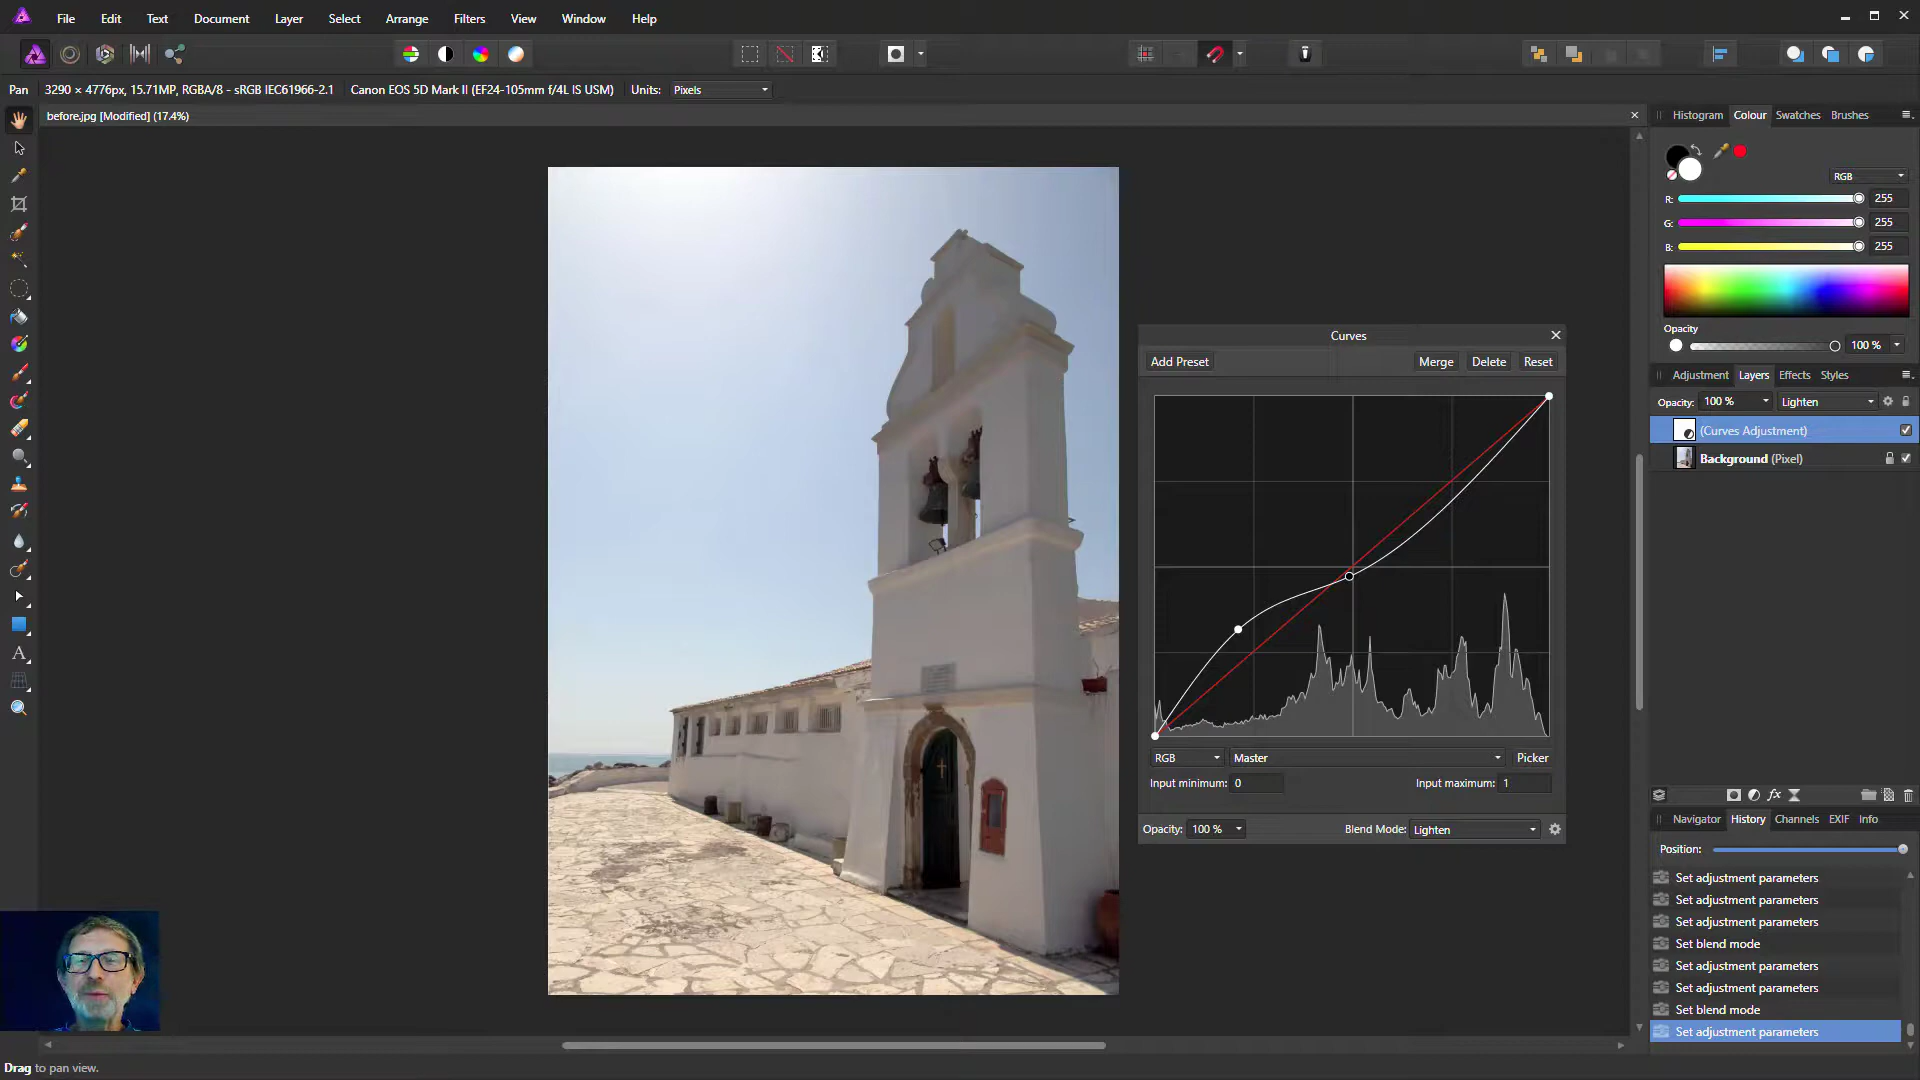 File Edit Text Document Layer Select Arrange Filters View Window Help
Pan 3290 × 4776px, 15.71MP, RGBA/8 - sRGB IEC61966-2.1 Canon EOS 5D Mark II (EF24-105mm f/4L IS USM) Units: Pixels
before.jpg [Modified] (17.4%)
Histogram Colour Swatches Brushes
RGB
R: 255
G: 255
B: 255
Opacity
100 %
Curves
Add Preset Merge Delete Reset
Adjustment Layers Effects Styles
Opacity: 100 % Lighten
(Curves Adjustment)
Background (Pixel)
RGB Master Picker
Input minimum: 0 Input maximum: 1
Opacity: 100 % Blend Mode: Lighten
fx
Navigator History Channels EXIF Info
Position:
Set adjustment parameters
Set adjustment parameters
Set adjustment parameters
Set blend mode
Set adjustment parameters
Set adjustment parameters
Set blend mode
Set adjustment parameters
A
Drag to pan view.